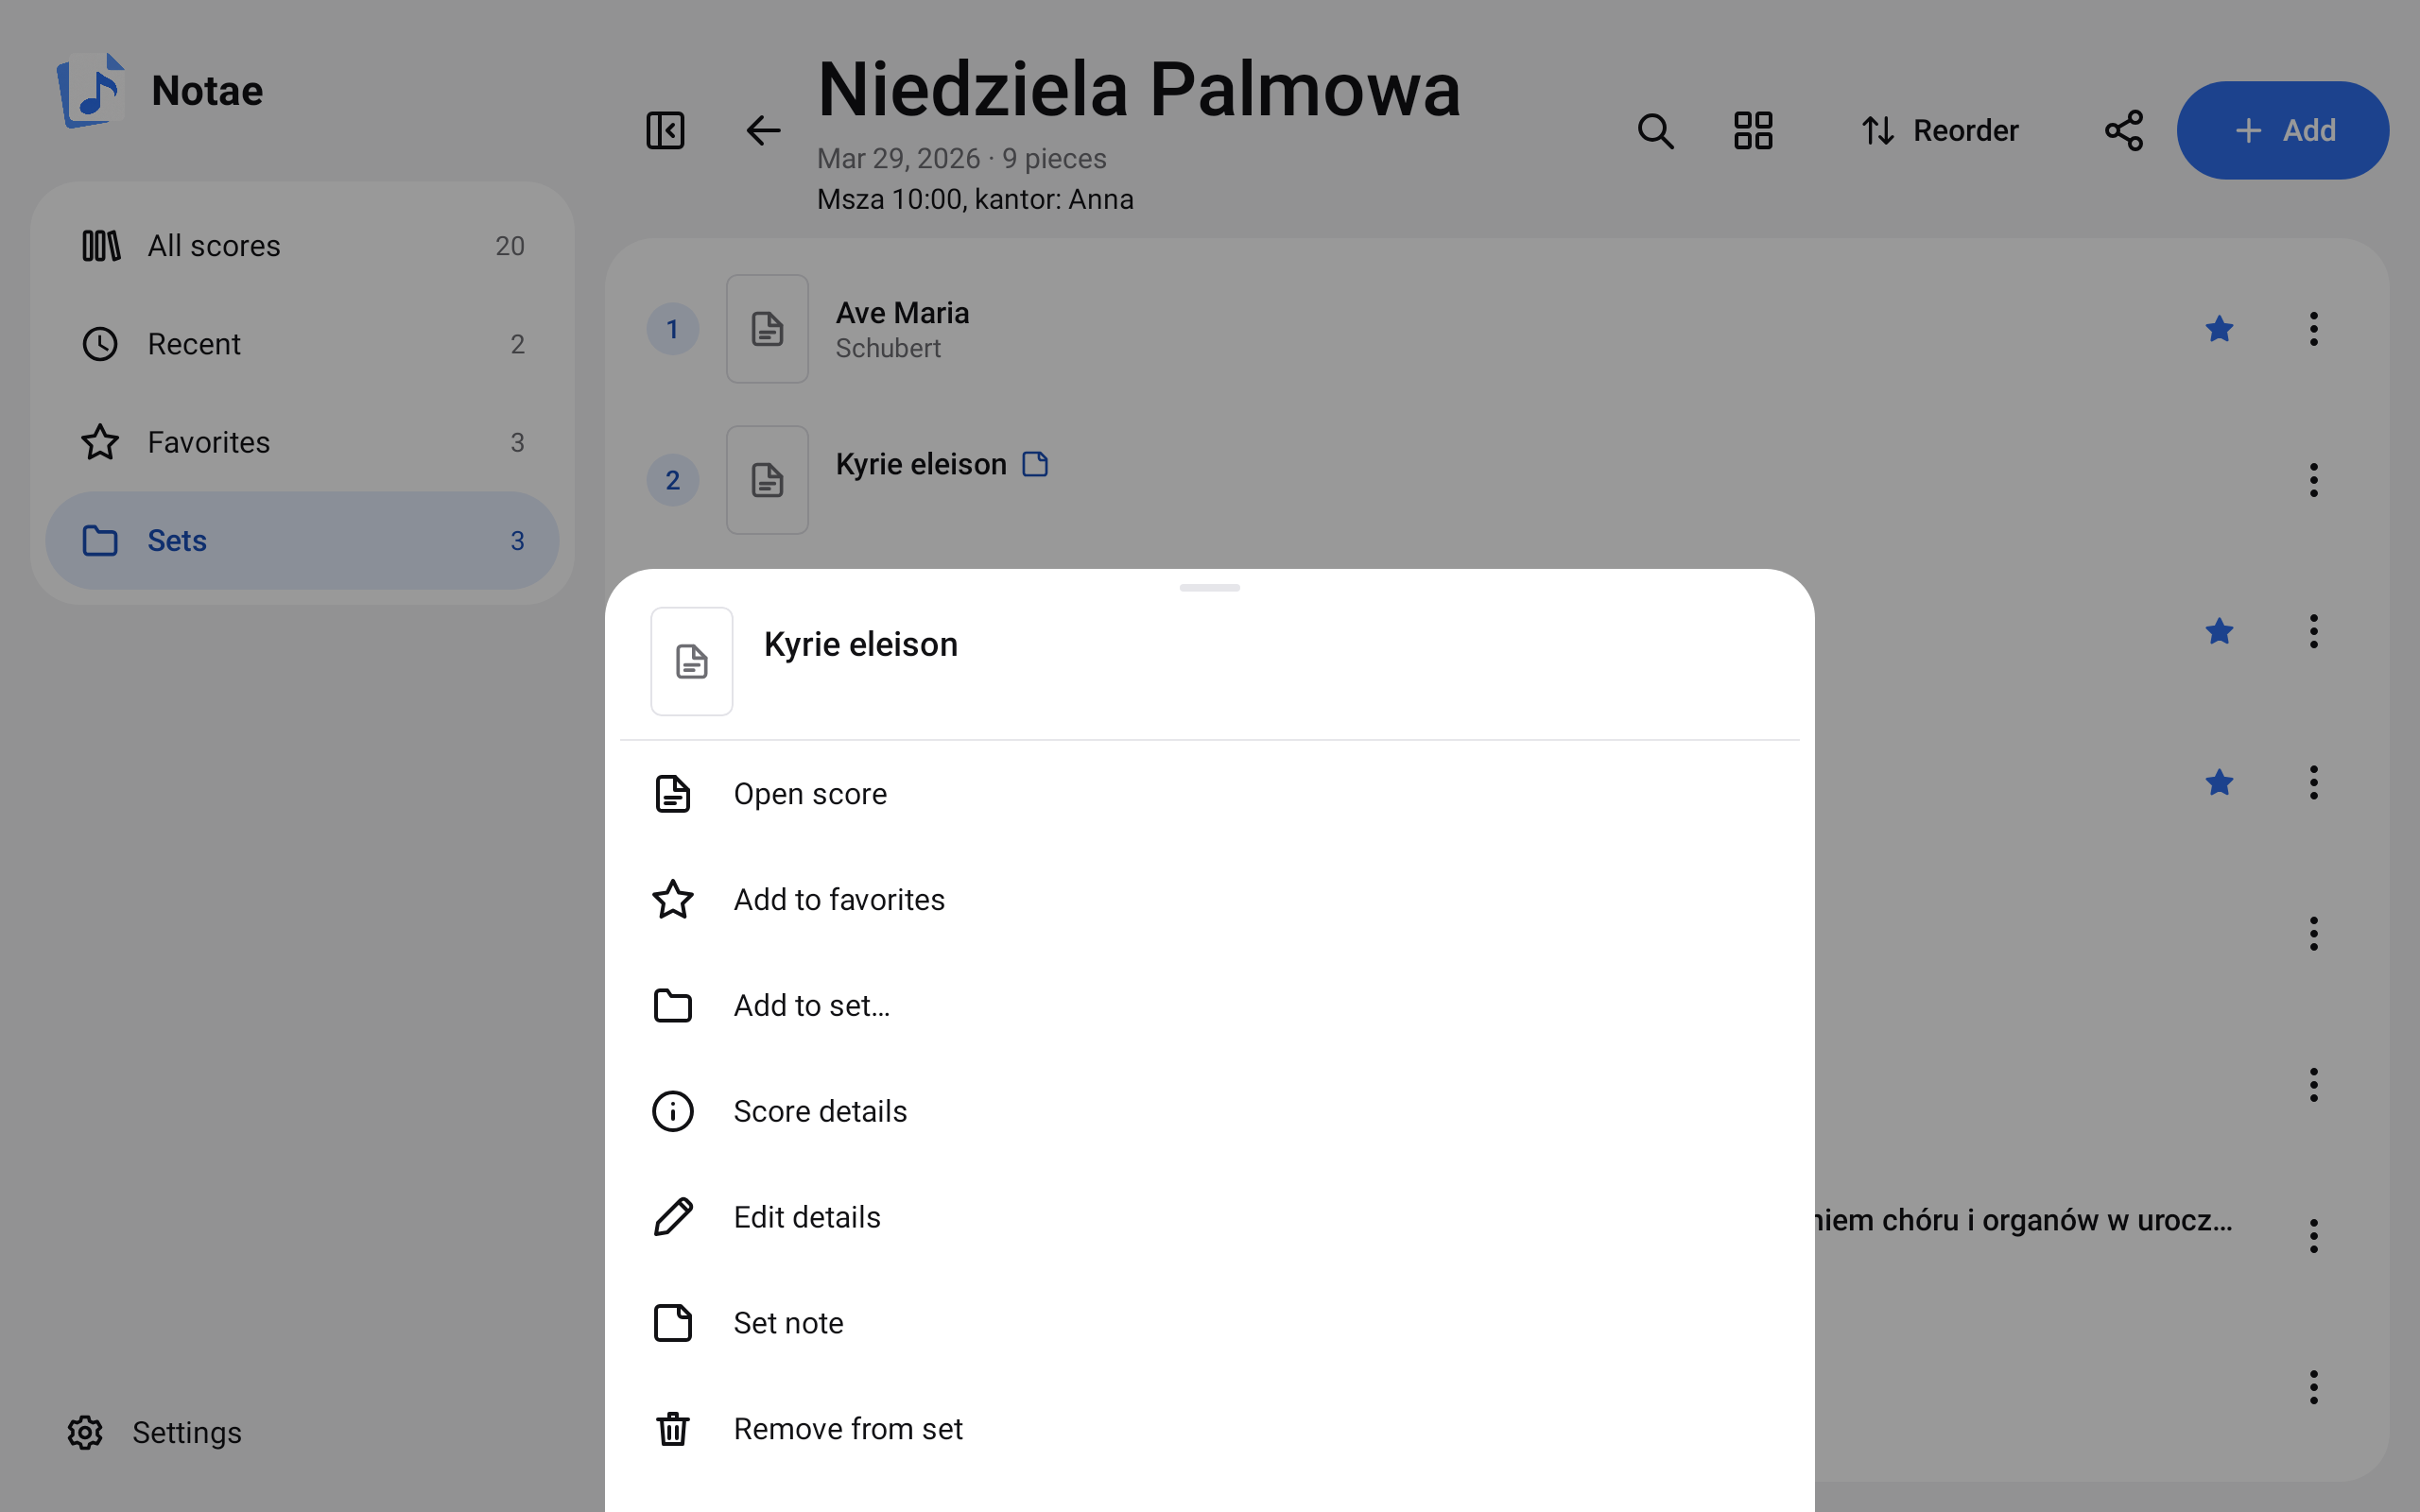 Notae
All scores 20
Recent 2
Favorites 3
Sets 3
Settings
Niedziela Palmowa
Mar 29, 2026 · 9 pieces
Msza 10:00, kantor: Anna
Reorder
Add
1
Ave Maria
Schubert
2
Kyrie eleison
Kyrie eleison
Open score
Add to favorites
Add to set...
Score details
Edit details
Set note
Remove from set
chóru i organów w urocz...